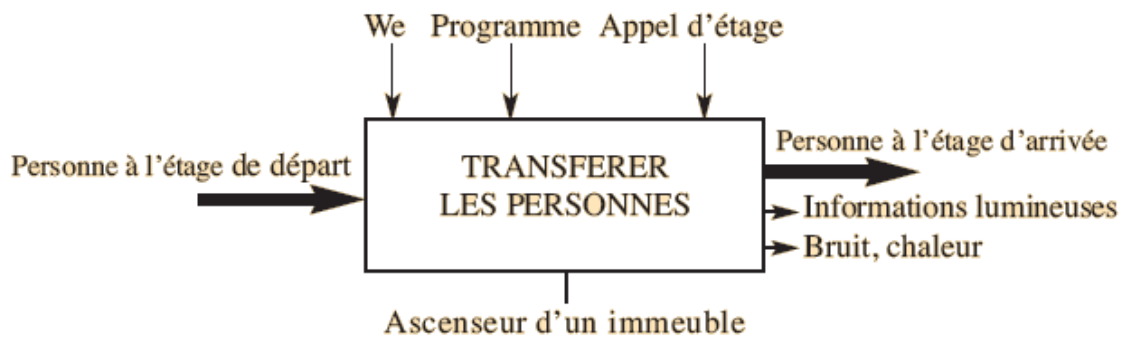 We Programme Appel d'étage
Personne à l'étage de départ
TRANSFERER
LES PERSONNES
Personne à l'étage d'arrivée
Informations lumineuses
Bruit, chaleur
Ascenseur d'un immeuble